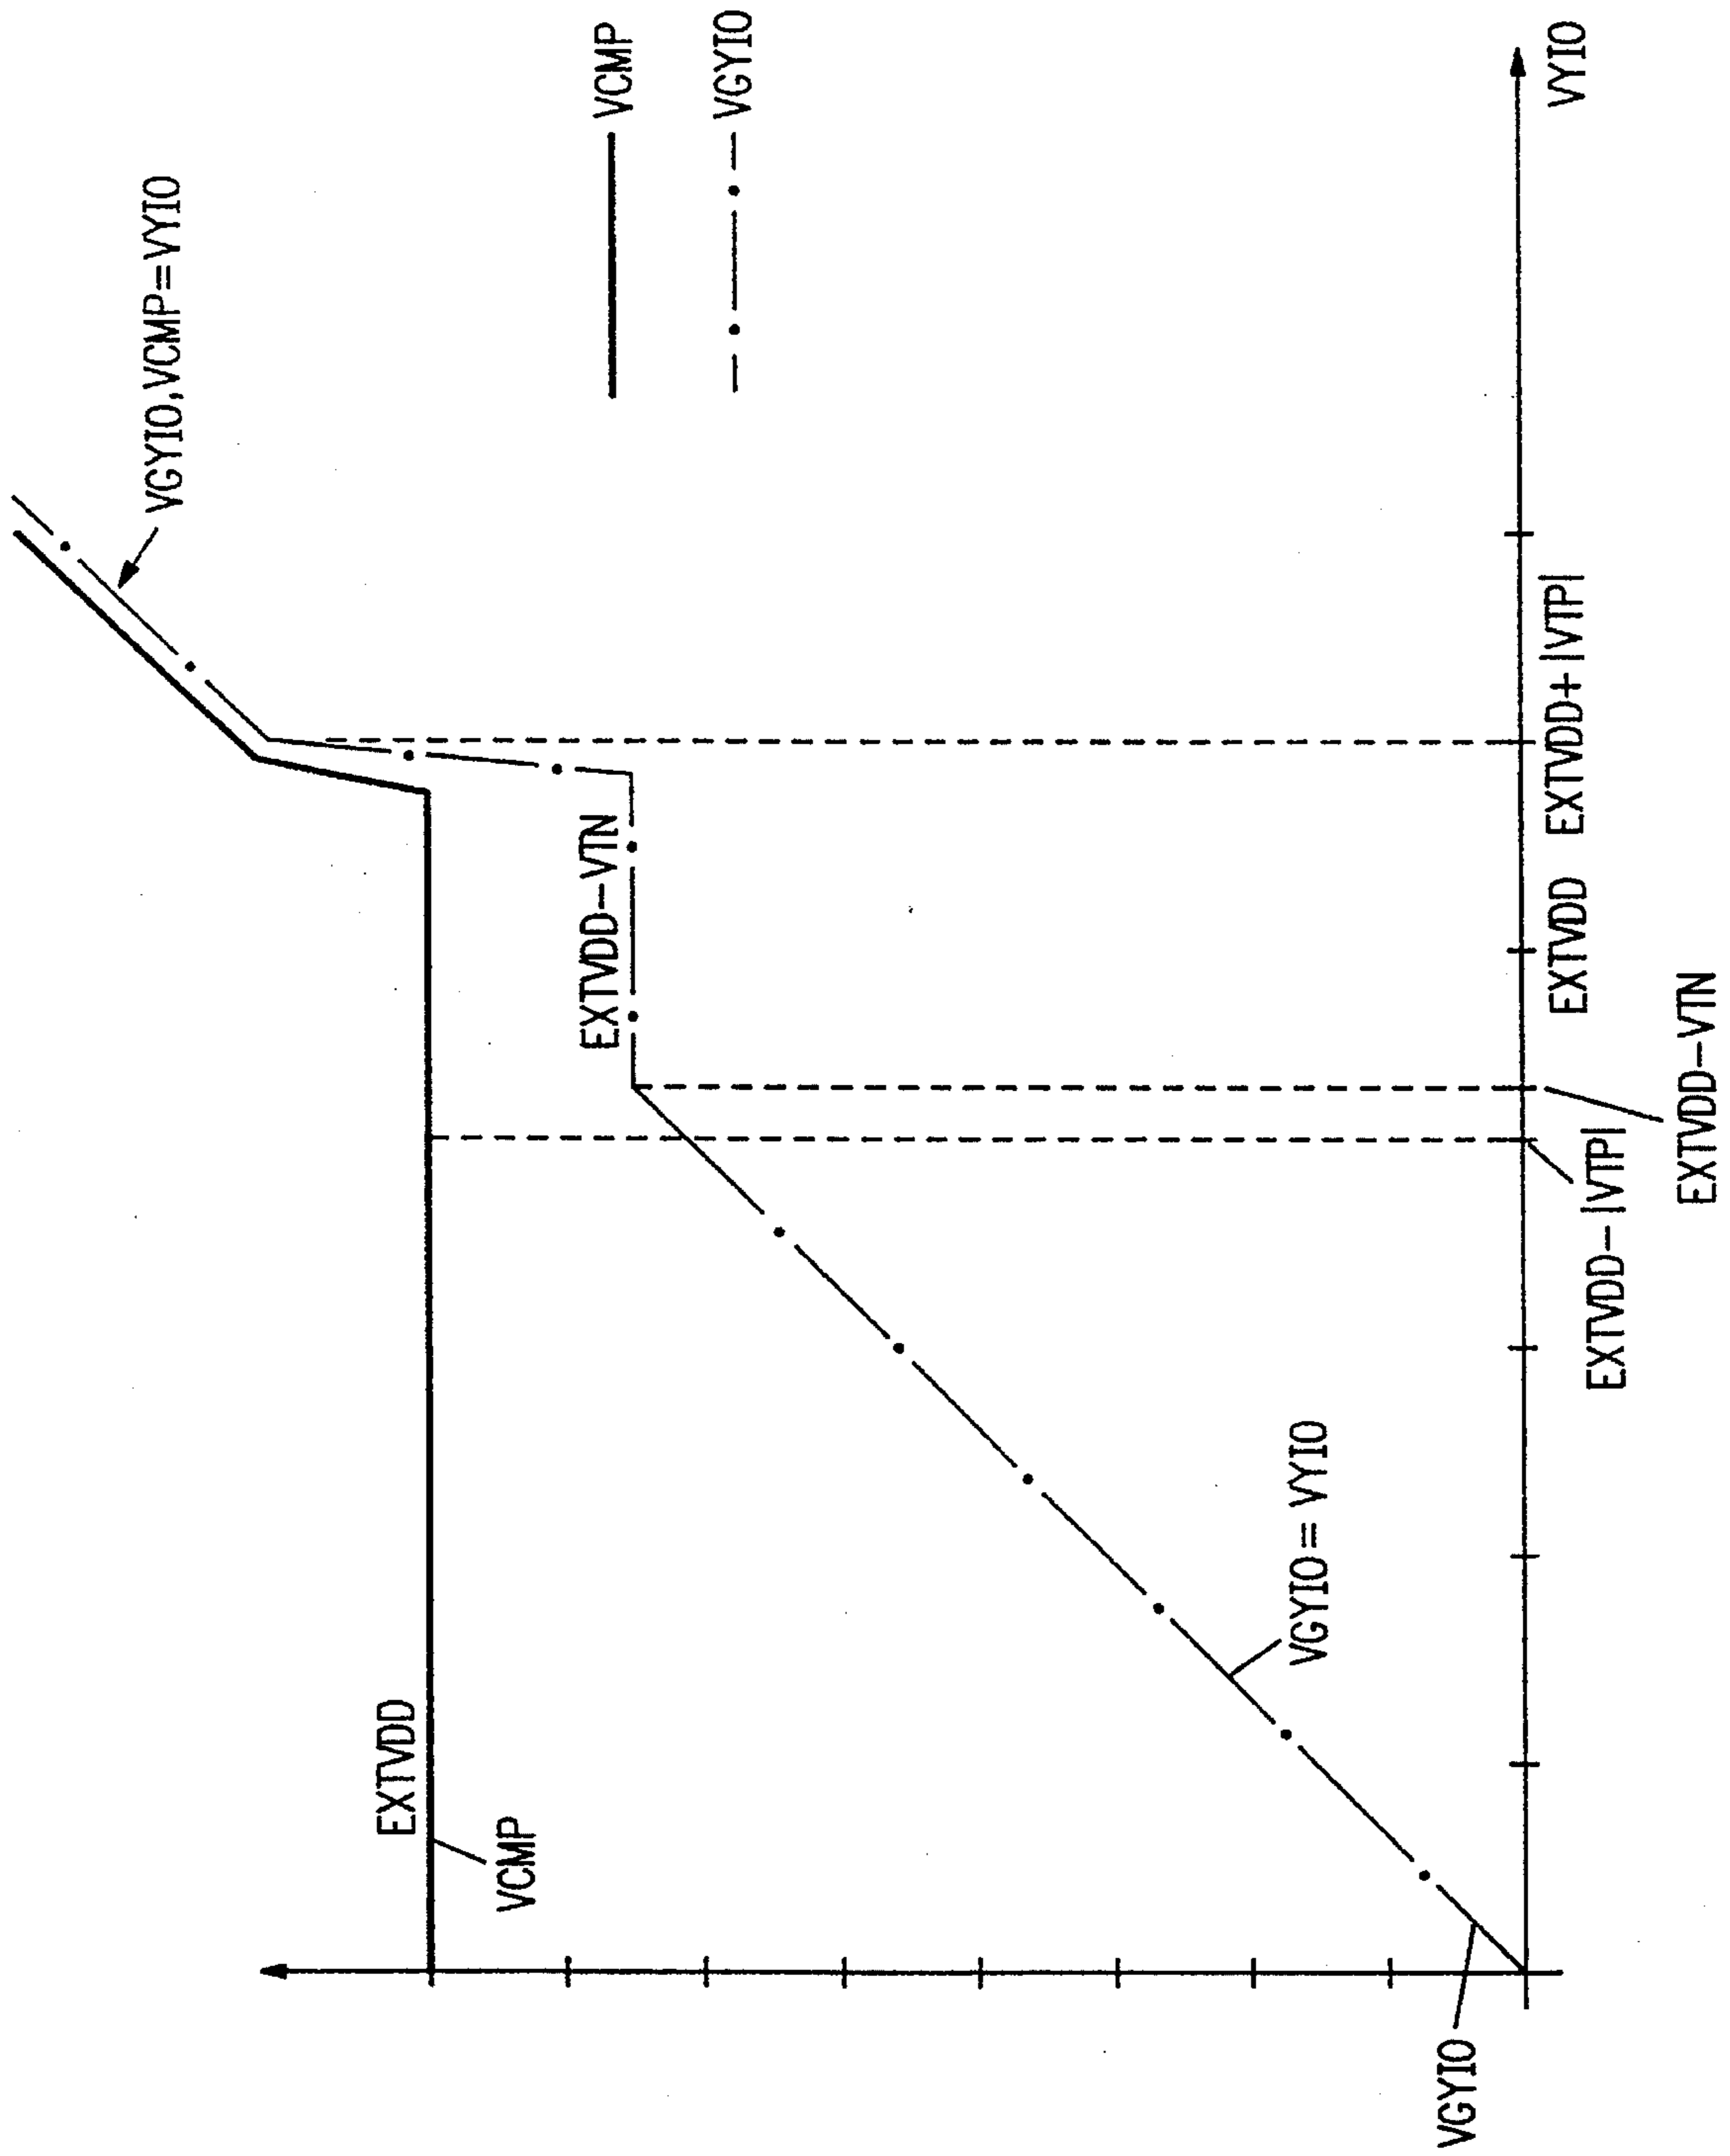 VGYIO,VCMP=VYIO
VCMP
VGYIO
EXTVDD
VCMP
EXTVDD-VTN
VGYIO= VYIO
VGYIO
EXTVDD
EXTVDD+|VTP|
VYIO
EXTVDD-|VTP|
EXTVDD-VTN